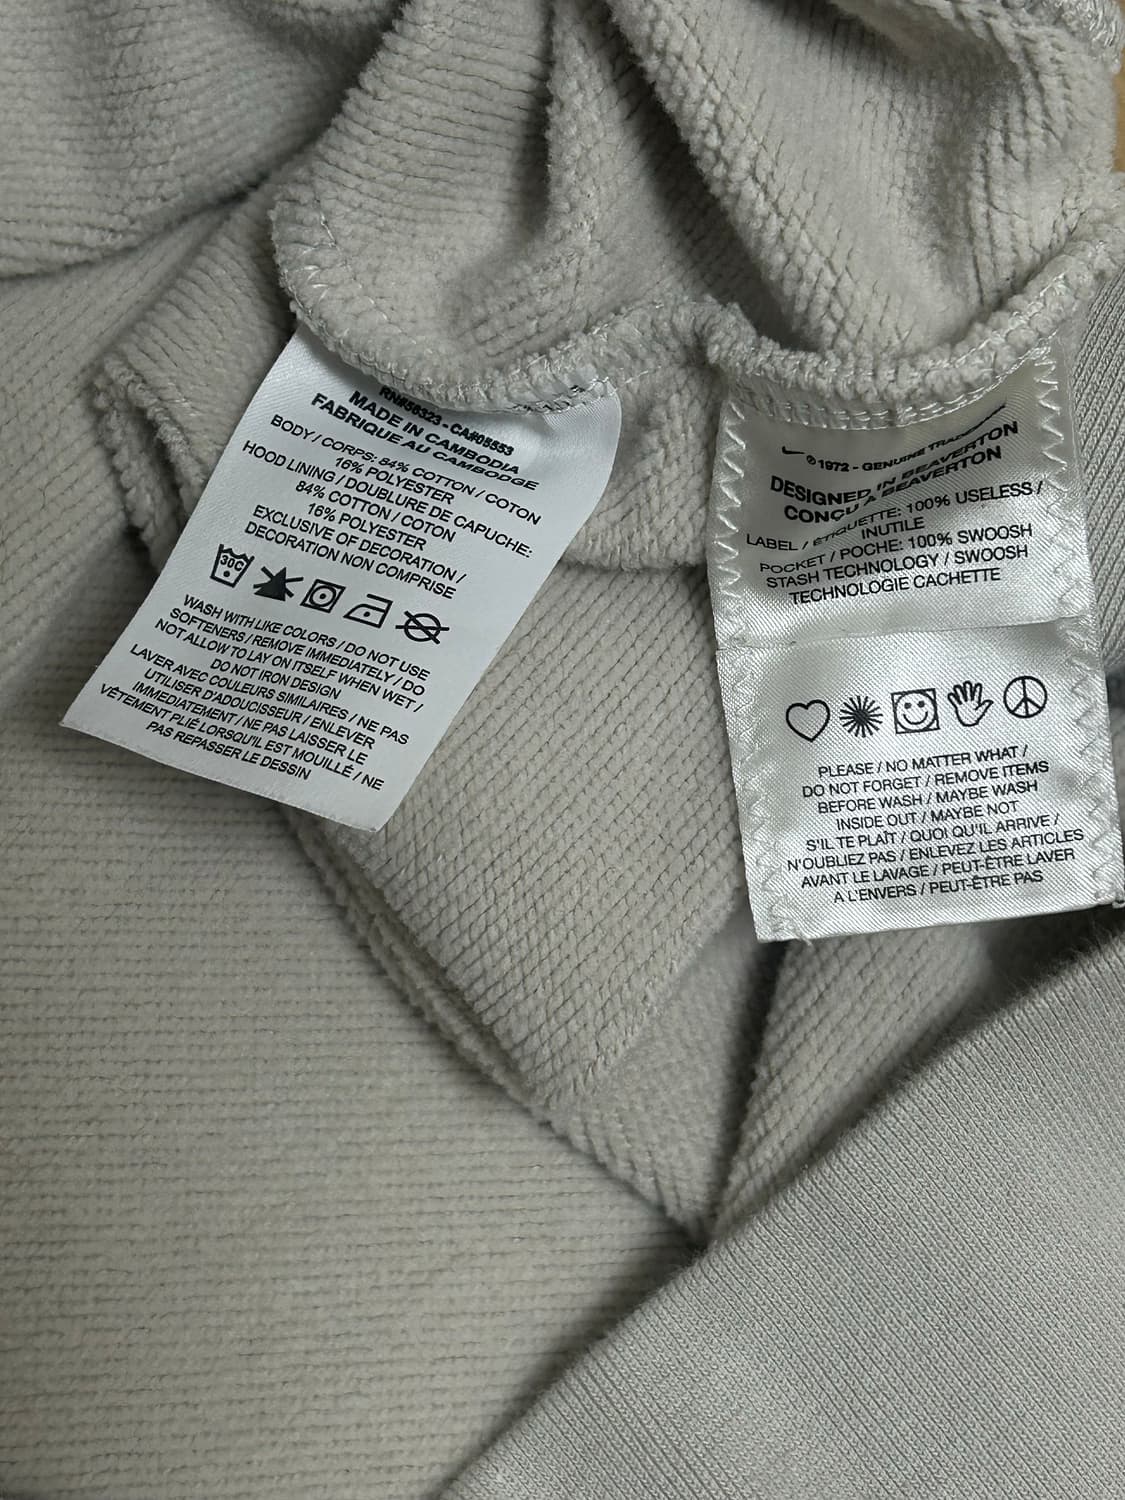 RN#56323 - CA#05553
MADE IN CAMBODIA
FABRIQUE AU CAMBODGE
BODY / CORPS: 84% COTTON / COTON
16% POLYESTER
HOOD LINING / DOUBLURE DE CAPUCHE:
84% COTTON / COTON
16% POLYESTER
EXCLUSIVE OF DECORATION /
DECORATION NON COMPRISE
30C
WASH WITH LIKE COLORS / DO NOT USE
SOFTENERS / REMOVE IMMEDIATELY / DO
NOT ALLOW TO LAY ON ITSELF WHEN WET /
DO NOT IRON DESIGN
LAVER AVEC COULEURS SIMILAIRES / NE PAS
UTILISER D'ADOUCISSEUR / ENLEVER
IMMEDIATEMENT / NE PAS LAISSER LE
VÊTEMENT PLIÉ LORSQU'IL EST MOUILLÉ / NE
PAS REPASSER LE DESSIN
® 1972 - GENUINE
DESIGNED IN BEAVERTON
CONÇU À BEAVERTON
LABEL / ÉTIQUETTE: 100% USELESS /
INUTILE
POCKET / POCHE: 100% SWOOSH
STASH TECHNOLOGY / SWOOSH
TECHNOLOGIE CACHETTE
PLEASE / NO MATTER WHAT /
DO NOT FORGET / REMOVE ITEMS
BEFORE WASH / MAYBE WASH
INSIDE OUT / MAYBE NOT
S'IL TE PLAÎT / QUOI QU'IL ARRIVE /
N'OUBLIEZ PAS / ENLEVEZ LES ARTICLES
AVANT LE LAVAGE / PEUT-ÊTRE LAVER
A L'ENVERS / PEUT-ÊTRE PAS